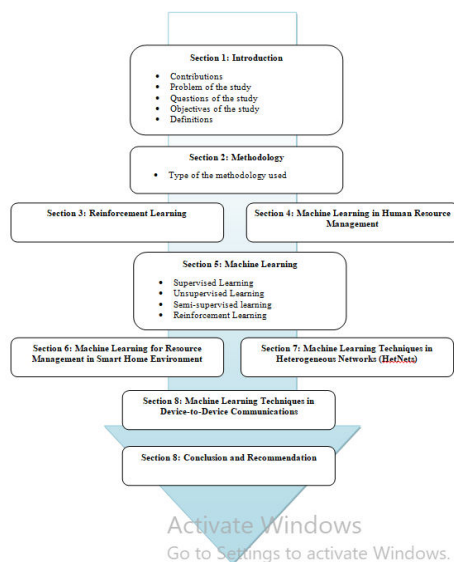 Section 1: Introduction
• Contributions
• Problem of the study
• Questions of the study
• Objectives of the study
• Definitions
Section 2: Methodology
• Type of the methodology used
Section 3: Reinforcement Learning
Section 4: Machine Learning in Human Resource
Management
Section 5: Machine Learning
• Supervised Learning
• Unsupervised Learning
• Semi-supervised learning
• Reinforcement Learning
Section 6: Machine Learning for Resource
Management in Smart Home Environment
Section 7: Machine Learning Techniques in
Heterogeneous Networks (HetNets)
Section 8: Machine Learning Techniques in
Device-to-Device Communications
Section 8: Conclusion and Recommendation
Activate Windows
Go to Settings to activate Windows.